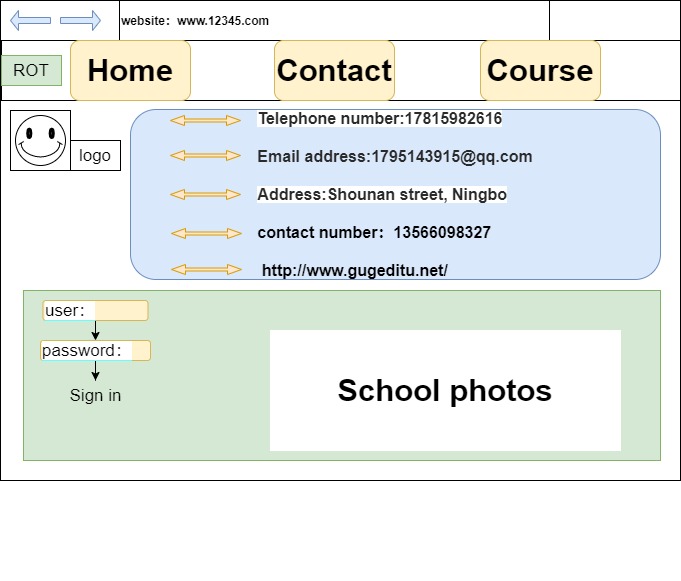 website：www.12345.com
ROT
Home
Contact
Course
logo
Telephone number:17815982616
Email address:1795143915@qq.com
Address:Shounan street, Ningbo
contact number：13566098327
http://www.gugeditu.net/
user：
password：
Sign in
School photos